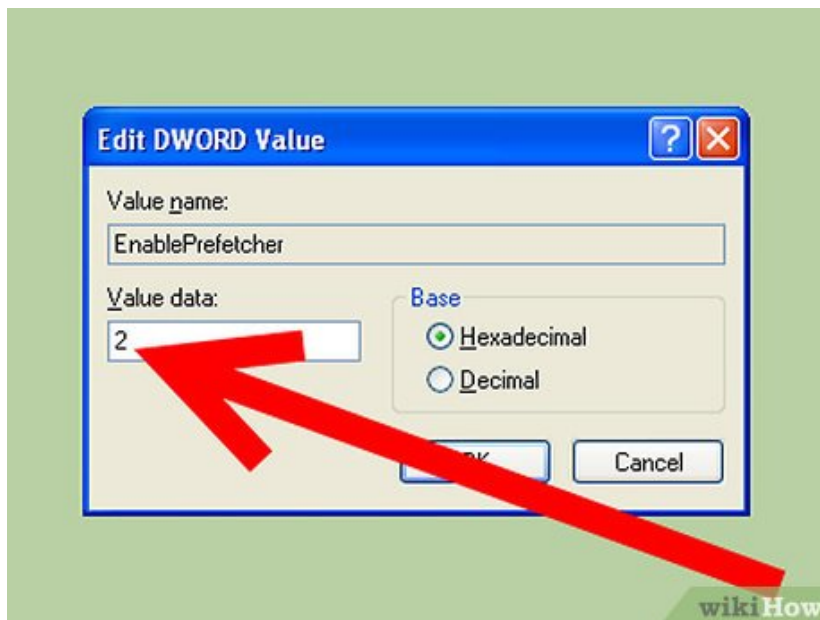 Edit DWORD Value
Value name:
EnablePrefetcher
Value data:
2
Base
Hexadecimal
Decimal
Cancel
wikiHow